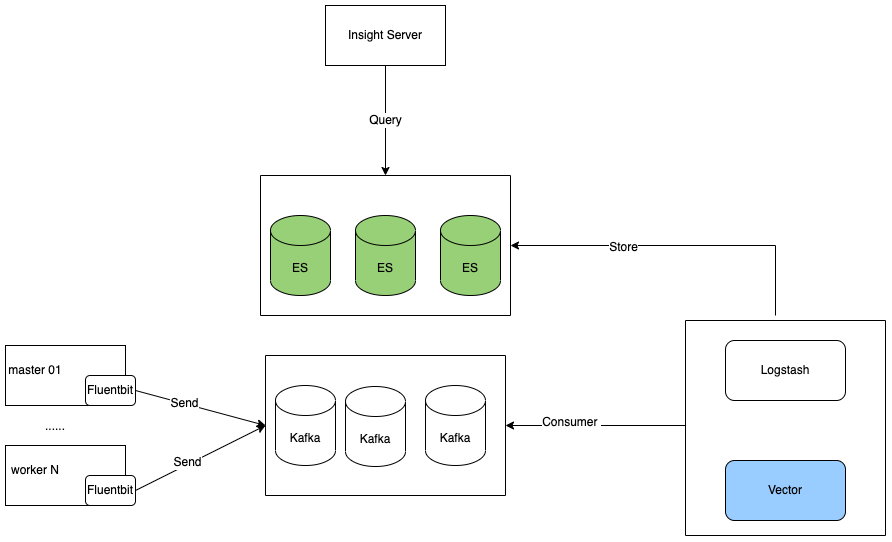 Insight Server
Query
ES
ES
ES
Store
master 01
Fluentbit
Send
......
worker N
Fluentbit
Send
Kafka
Kafka
Kafka
Consumer
Logstash
Vector